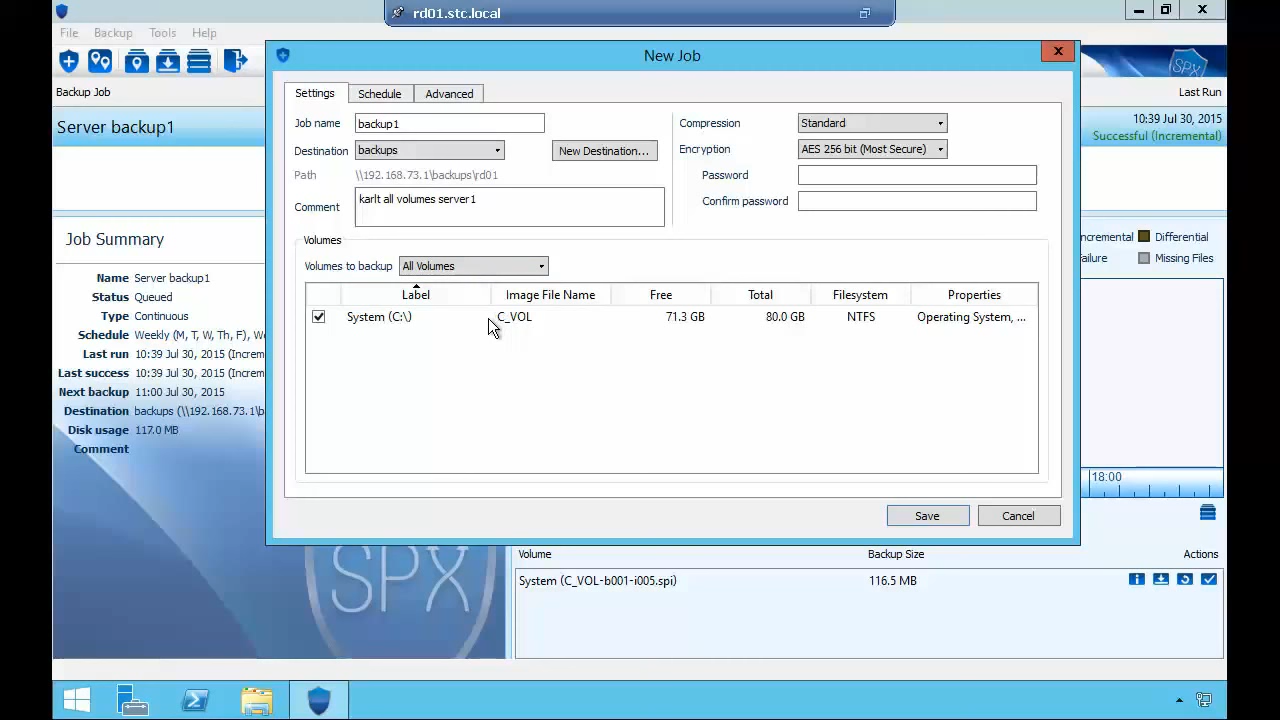 rd01.stc.local
File Backup Tools Help
New Job
SPX
Backup Job
Last Run
Server backup1
10:39 Jul 30, 2015
Successful (Incremental)
Settings Schedule Advanced
Job name backup1
Destination backups New Destination...
Path \\192.168.73.1\backups\rd01
Comment karlt all volumes server1
Compression Standard
Encryption AES 256 bit (Most Secure)
Password
Confirm password
Volumes
Volumes to backup All Volumes
Label Image File Name Free Total Filesystem Properties
System (C:\) C_VOL 71.3 GB 80.0 GB NTFS Operating System, ...
Save Cancel
Job Summary
Name Server backup1
Status Queued
Type Continuous
Schedule Weekly (M, T, W, Th, F), W
Last run 10:39 Jul 30, 2015 (Increm
Last success 10:39 Jul 30, 2015 (Increm
Next backup 11:00 Jul 30, 2015
Destination backups (\\192.168.73.1\b
Disk usage 117.0 MB
Comment
ncremental Differential
ailure Missing Files
18:00
SPX
Volume Backup Size Actions
System (C_VOL-b001-i005.spi) 116.5 MB